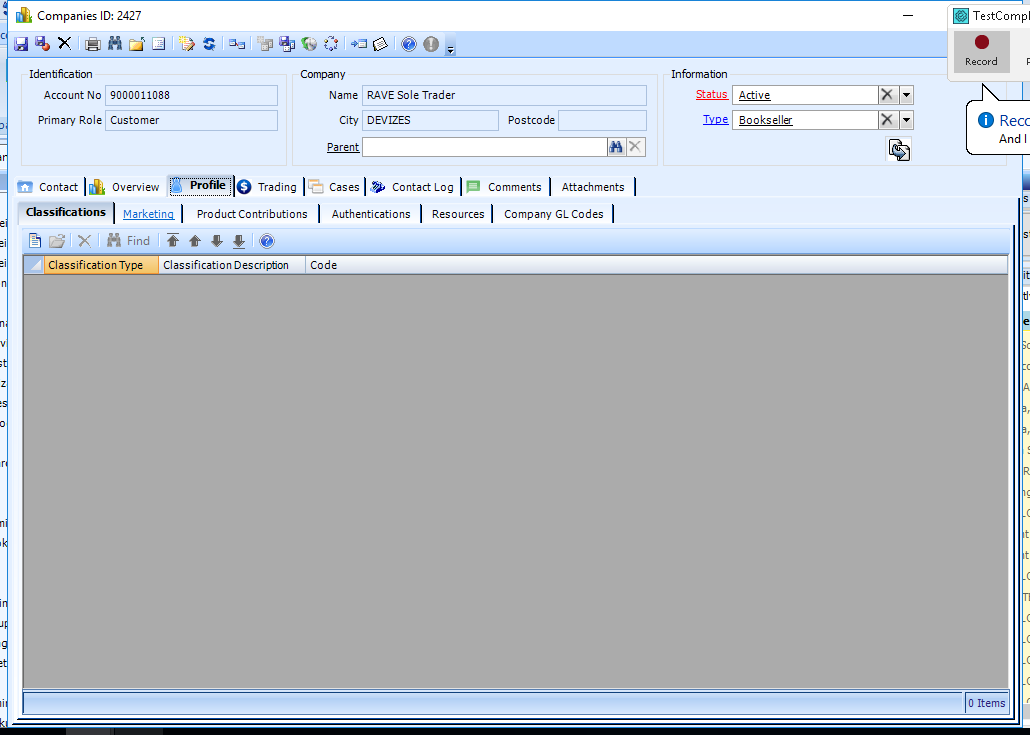 Companies ID: 2427
TestCompl
Record
Identification
Account No 9000011088
Primary Role Customer
Company
Name RAVE Sole Trader
City DEVIZES Postcode
Parent
Information
Status Active
Type Bookseller
Reco
And I
Contact Overview Profile Trading Cases Contact Log Comments Attachments
Classifications Marketing Product Contributions Authentications Resources Company GL Codes
Find
Classification Type Classification Description Code
0 Items